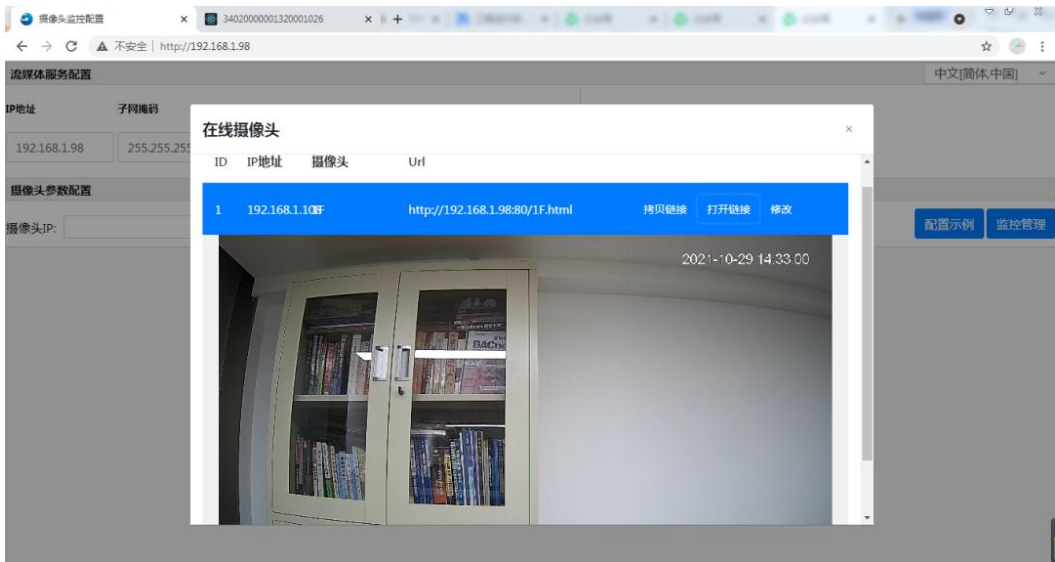 摄像头监控配置
34020000001320001026
不安全 | http://192.168.1.98
流媒体服务配置
中文[简体,中国]
IP地址 子网掩码
192.168.1.98 255.255.255
摄像头参数配置
摄像头IP:
配置示例 监控管理
在线摄像头
ID IP地址 摄像头 Url
1 192.168.1.108 1F http://192.168.1.98:80/1F.html 拷贝链接 打开链接 修改
2021-10-29 14:33:00